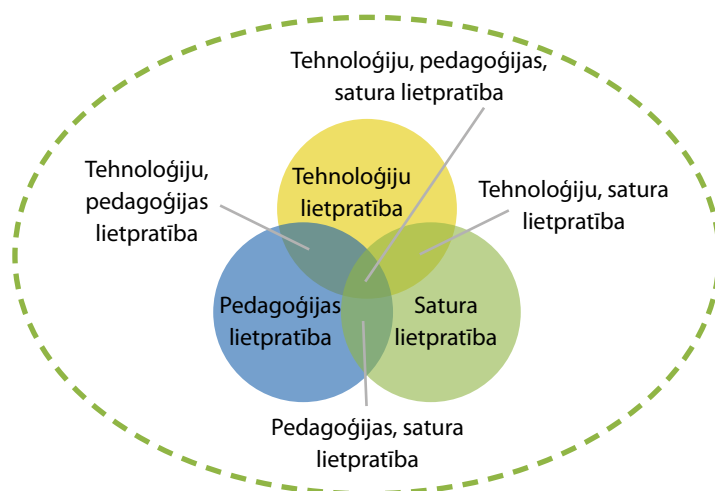 Tehnoloģiju, pedagoģijas,
satura lietpratība
Tehnoloģiju,
pedagoģijas
lietpratība
Tehnoloģiju
lietpratība
Tehnoloģiju, satura
lietpratība
Pedagoģijas
lietpratība
Satura
lietpratība
Pedagoģijas, satura
lietpratība